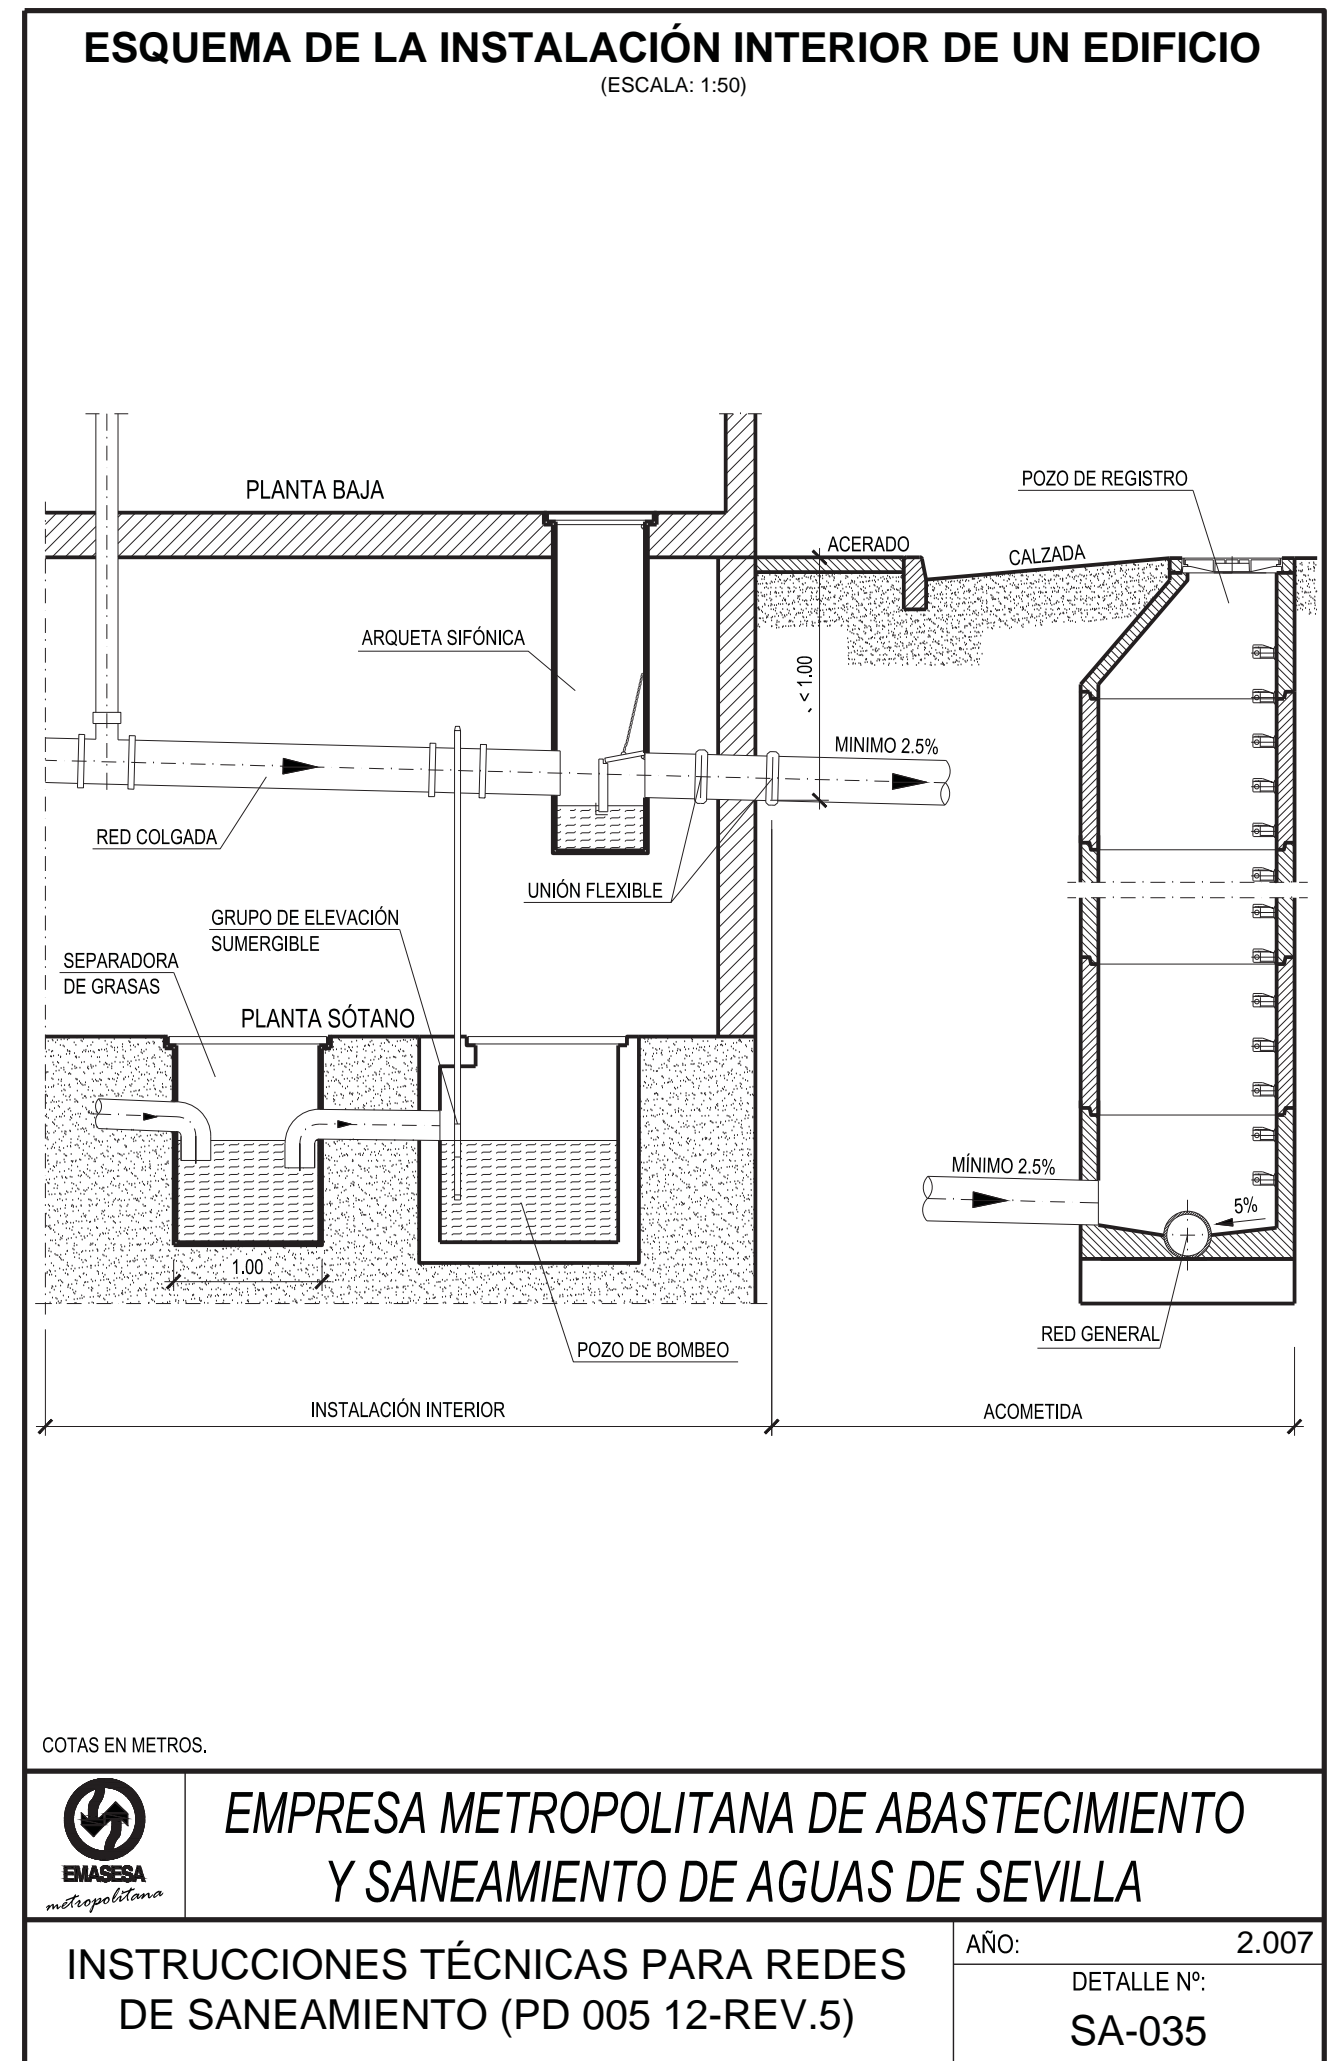 ESQUEMA DE LA INSTALACIÓN INTERIOR DE UN EDIFICIO
(ESCALA: 1:50)
PLANTA BAJA
POZO DE REGISTRO
ACERADO
CALZADA
ARQUETA SIFÓNICA
< 1.00
MINIMO 2.5%
RED COLGADA
UNIÓN FLEXIBLE
GRUPO DE ELEVACIÓN
SUMERGIBLE
SEPARADORA
DE GRASAS
PLANTA SÓTANO
MÍNIMO 2.5%
5%
1.00
RED GENERAL
POZO DE BOMBEO
INSTALACIÓN INTERIOR
ACOMETIDA
COTAS EN METROS.
EMASESA
metropolitana
EMPRESA METROPOLITANA DE ABASTECIMIENTO
Y SANEAMIENTO DE AGUAS DE SEVILLA
INSTRUCCIONES TÉCNICAS PARA REDES
DE SANEAMIENTO (PD 005 12-REV.5)
AÑO: 2.007
DETALLE Nº:
SA-035